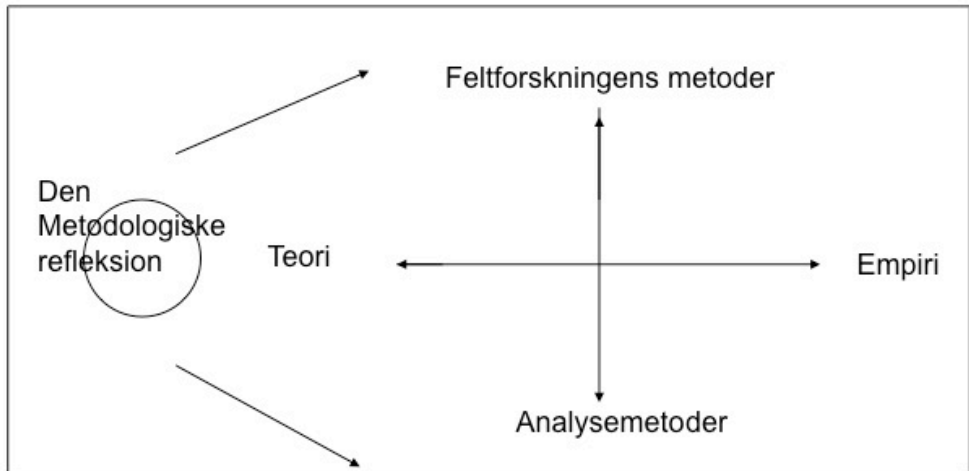 Feltforskningens metoder
Den
Metodologiske
refleksion
Teori
Empiri
Analysemetoder